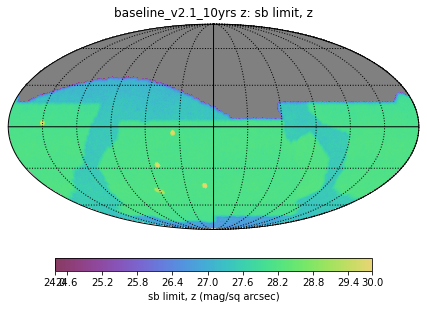 baseline_v2.1_10yrs z: sb limit, z
24.0 24.6 25.2 25.8 26.4 27.0 27.6 28.2 28.8 29.4 30.0
sb limit, z (mag/sq arcsec)